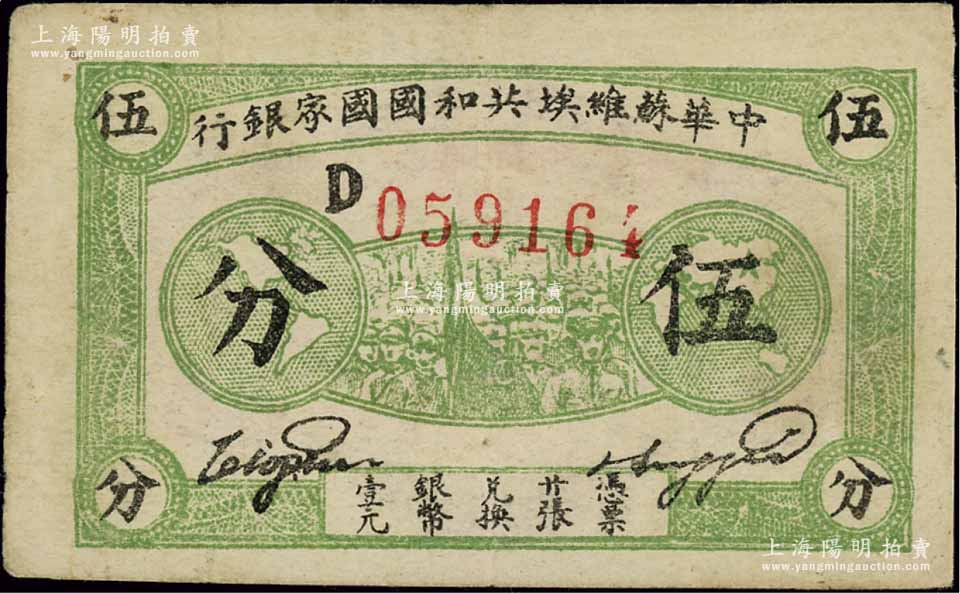 上海陽明拍賣
www.yangmingauction.com
伍
中華蘇維埃共和國國家銀行
伍
D 059164
分
伍
上海陽明拍賣
www.yangmingauction.com
分
憑票
廿張
兌換
銀幣
壹元
分
上海陽明拍賣
www.yangmingauction.com